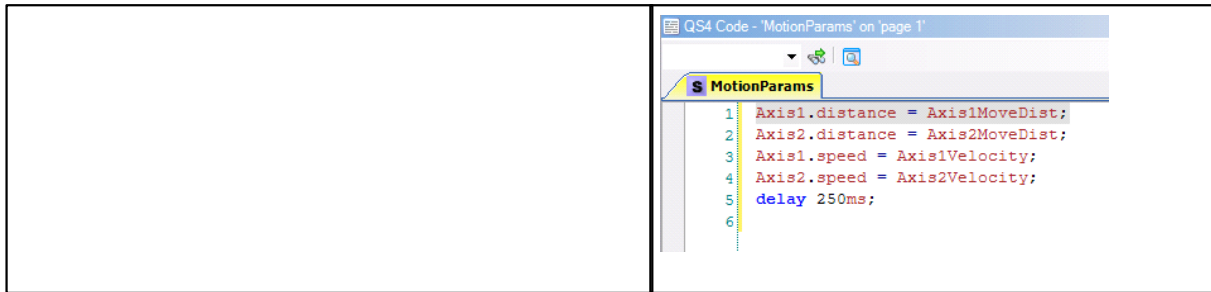 QS4 Code - 'MotionParams' on 'page 1'
S MotionParams
1 Axis1.distance = Axis1MoveDist;
2 Axis2.distance = Axis2MoveDist;
3 Axis1.speed = Axis1Velocity;
4 Axis2.speed = Axis2Velocity;
5 delay 250ms;
6